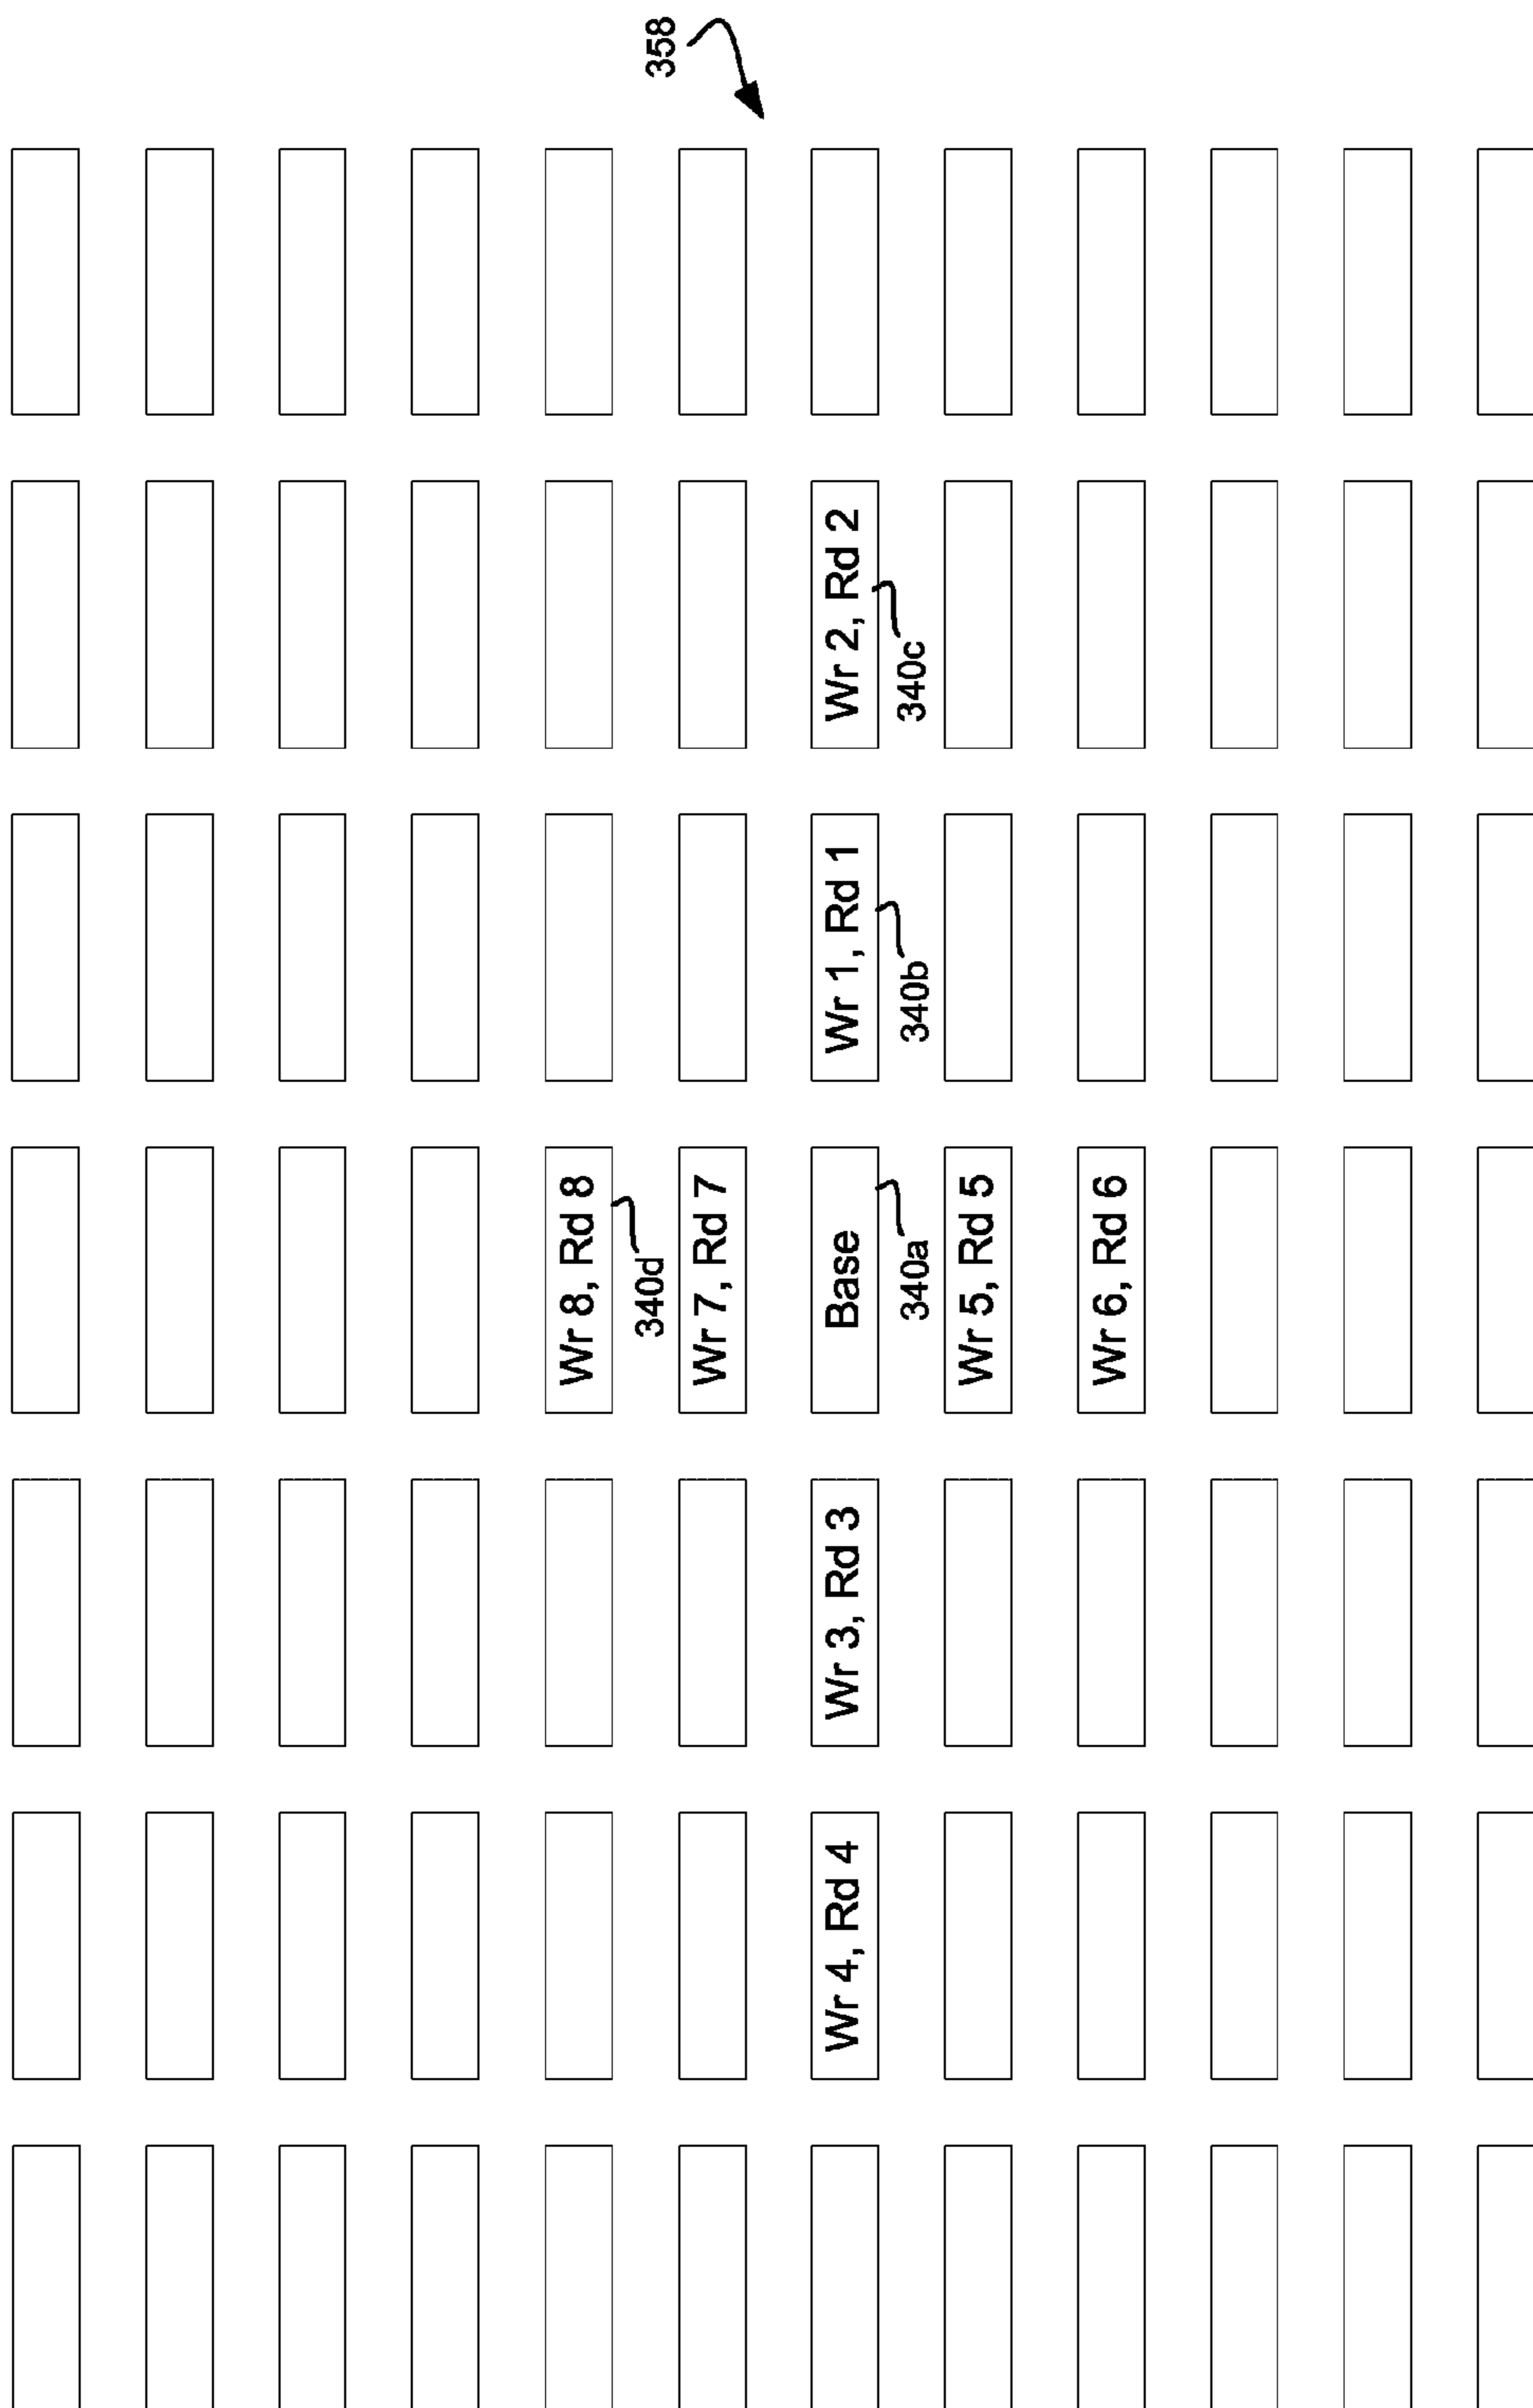 Wr 8, Rd 8
340d
358
Wr 7, Rd 7
Wr 4, Rd 4
Wr 3, Rd 3
Base
Wr 1, Rd 1
Wr 2, Rd 2
340a
340b
340c
Wr 5, Rd 5
Wr 6, Rd 6